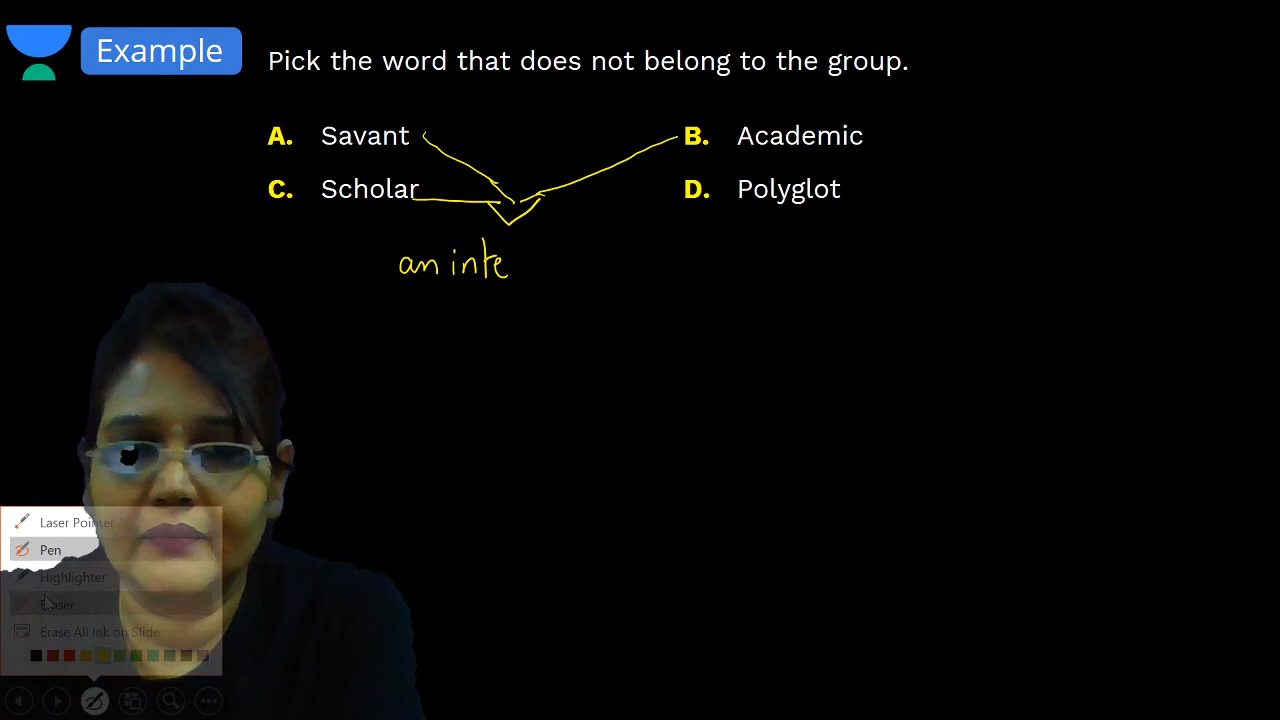 Example Pick the word that does not belong to the group.
A. Savant B. Academic
C. Scholar D. Polyglot
an inte
Laser Pointer
Pen
Highlighter
Eraser
Erase All Ink on Slide